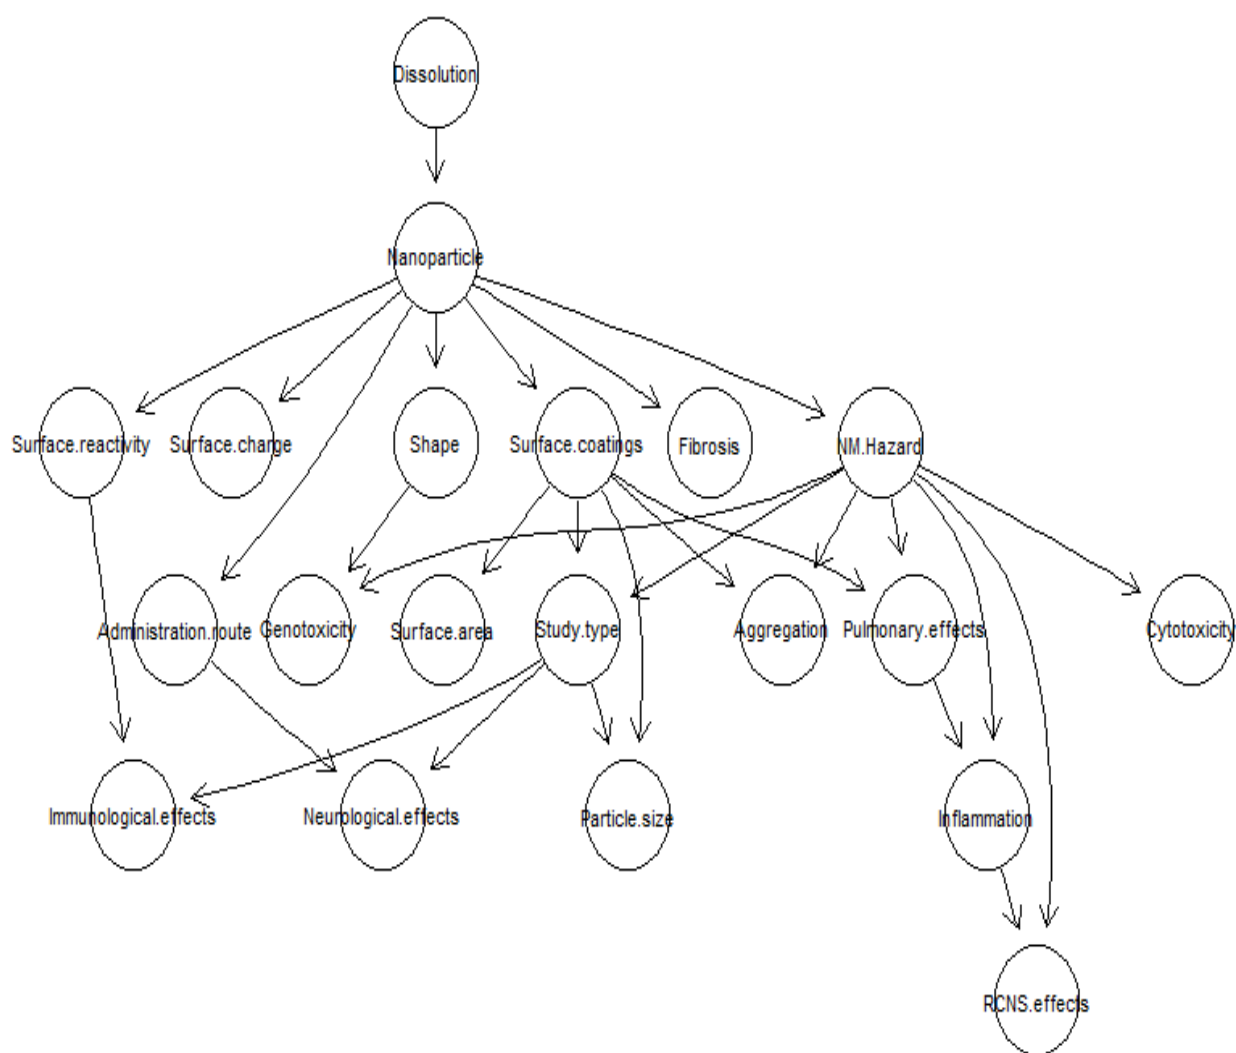 Dissolution
Nanoparticle
Surface.reactivity
Surface.charge
Shape
Surface.coatings
Fibrosis
NM.Hazard
Administration.route
Genotoxicity
Surface.area
Study.type
Aggregation
Pulmonary.effects
Cytotoxicity
Immunological.effects
Neurological.effects
Particle.size
Inflammation
RCNS.effects